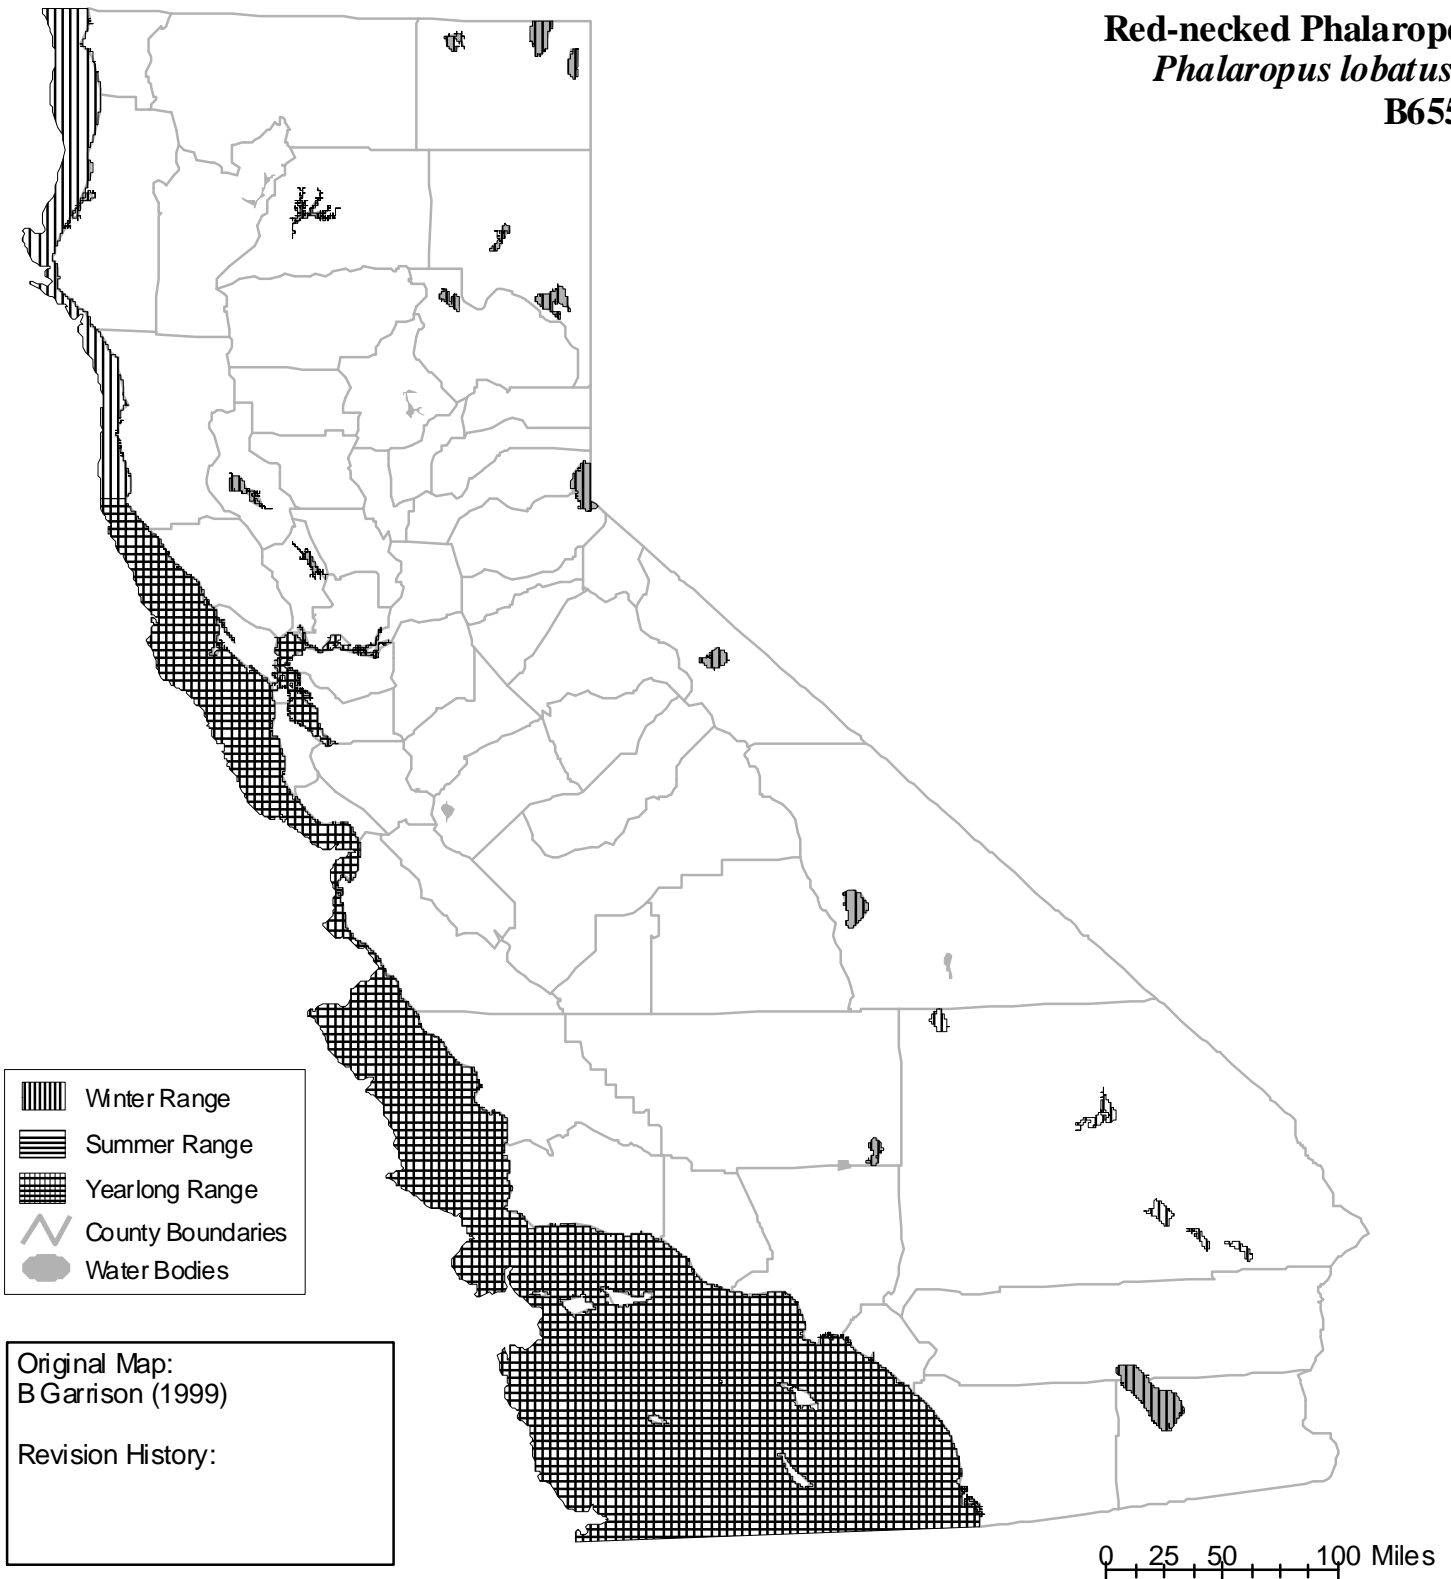 Red-necked Phalarope
Phalaropus lobatus
B655
Winter Range
Summer Range
Yearlong Range
County Boundaries
Water Bodies
Original Map:
B Garrison (1999)
Revision History:
0 25 50 100 Miles